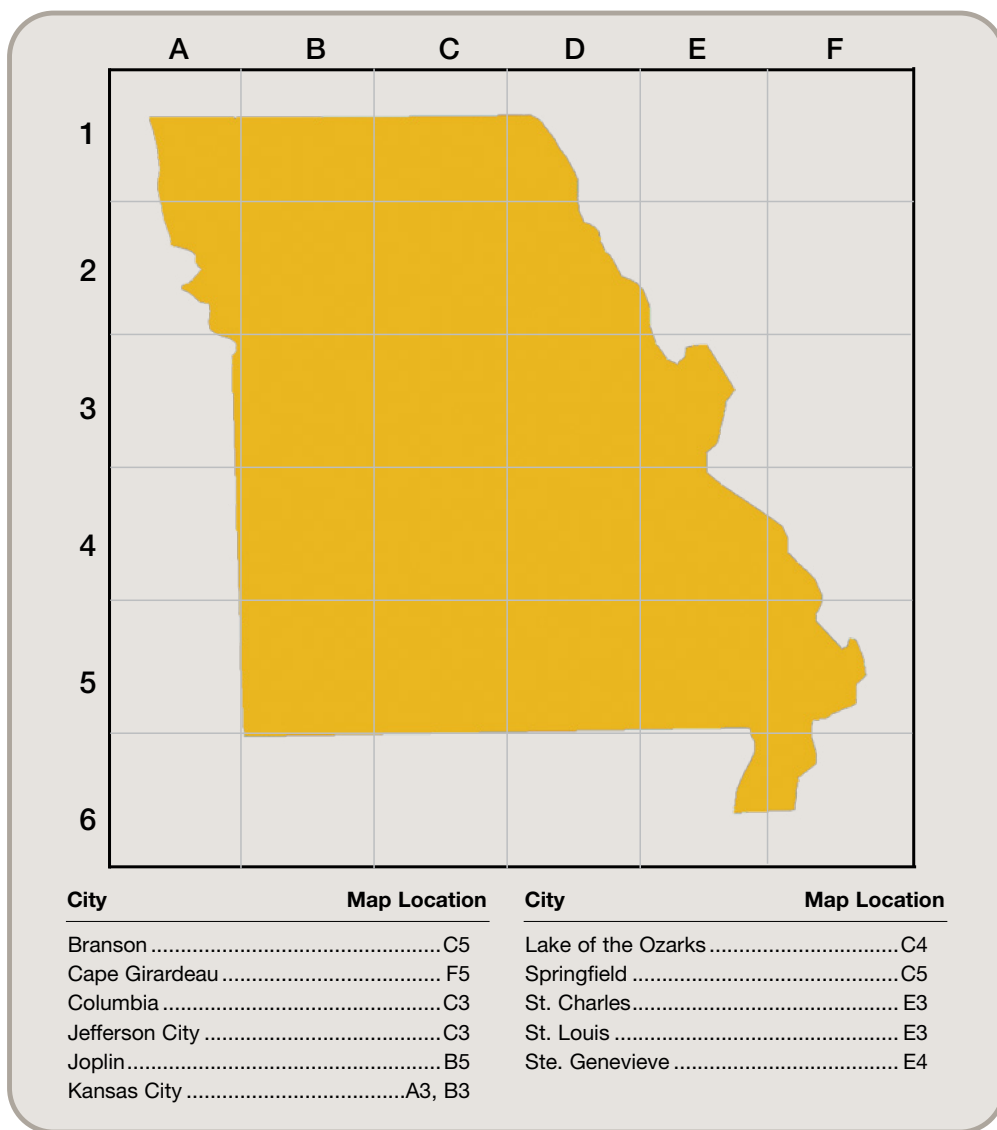 A B C D E F
1
2
3
4
5
6
City Map Location
Branson ............................................C5
Cape Girardeau ................................. F5
Columbia ..........................................C3
Jefferson City ....................................C3
Joplin................................................B5
Kansas City .................................A3, B3
City Map Location
Lake of the Ozarks .............................C4
Springfield ........................................C5
St. Charles........................................ E3
St. Louis ........................................... E3
Ste. Genevieve .................................. E4